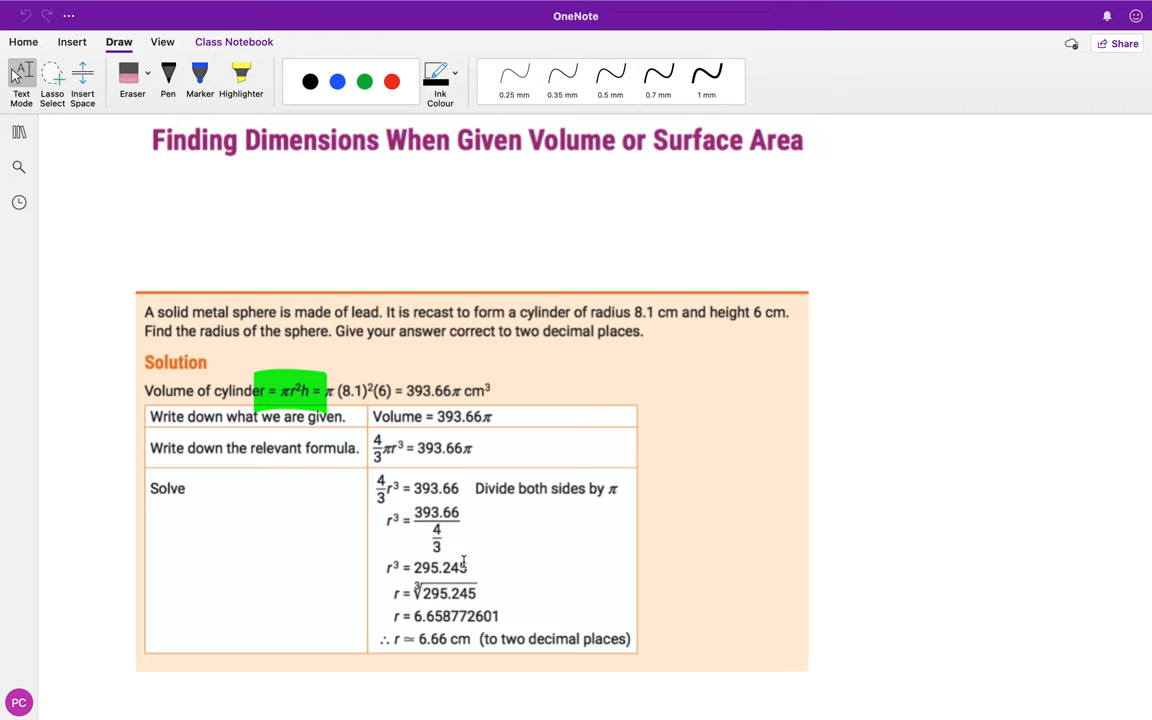 OneNote
Home Insert Draw View Class Notebook Share
Text Mode Lasso Select Insert Space Eraser Pen Marker Highlighter Ink Colour 0.25 mm 0.35 mm 0.5 mm 0.7 mm 1 mm
Finding Dimensions When Given Volume or Surface Area
A solid metal sphere is made of lead. It is recast to form a cylinder of radius 8.1 cm and height 6 cm.
Find the radius of the sphere. Give your answer correct to two decimal places.
Solution
Volume of cylinder = πr²h = π (8.1)²(6) = 393.66π cm³
Write down what we are given. Volume = 393.66π
Write down the relevant formula. 4/3 πr³ = 393.66π
Solve 4/3 r³ = 393.66 Divide both sides by π
r³ = 393.66 / (4/3)
r³ = 295.245
r = ∛295.245
r = 6.658772601
∴ r ≃ 6.66 cm (to two decimal places)
PC